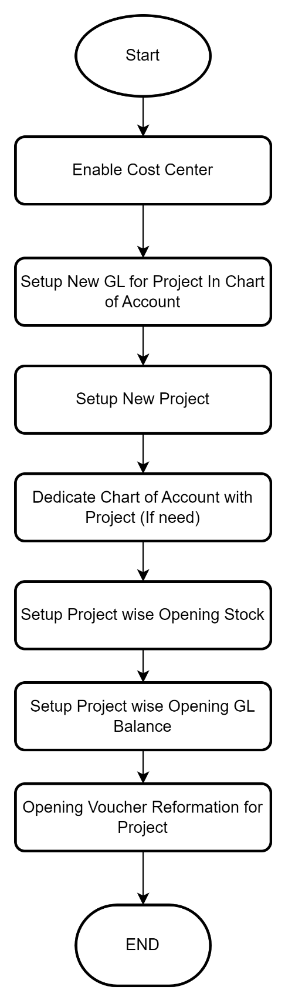 Start
Enable Cost Center
Setup New GL for Project In Chart
of Account
Setup New Project
Dedicate Chart of Account with
Project (If need)
Setup Project wise Opening Stock
Setup Project wise Opening GL
Balance
Opening Voucher Reformation for
Project
END